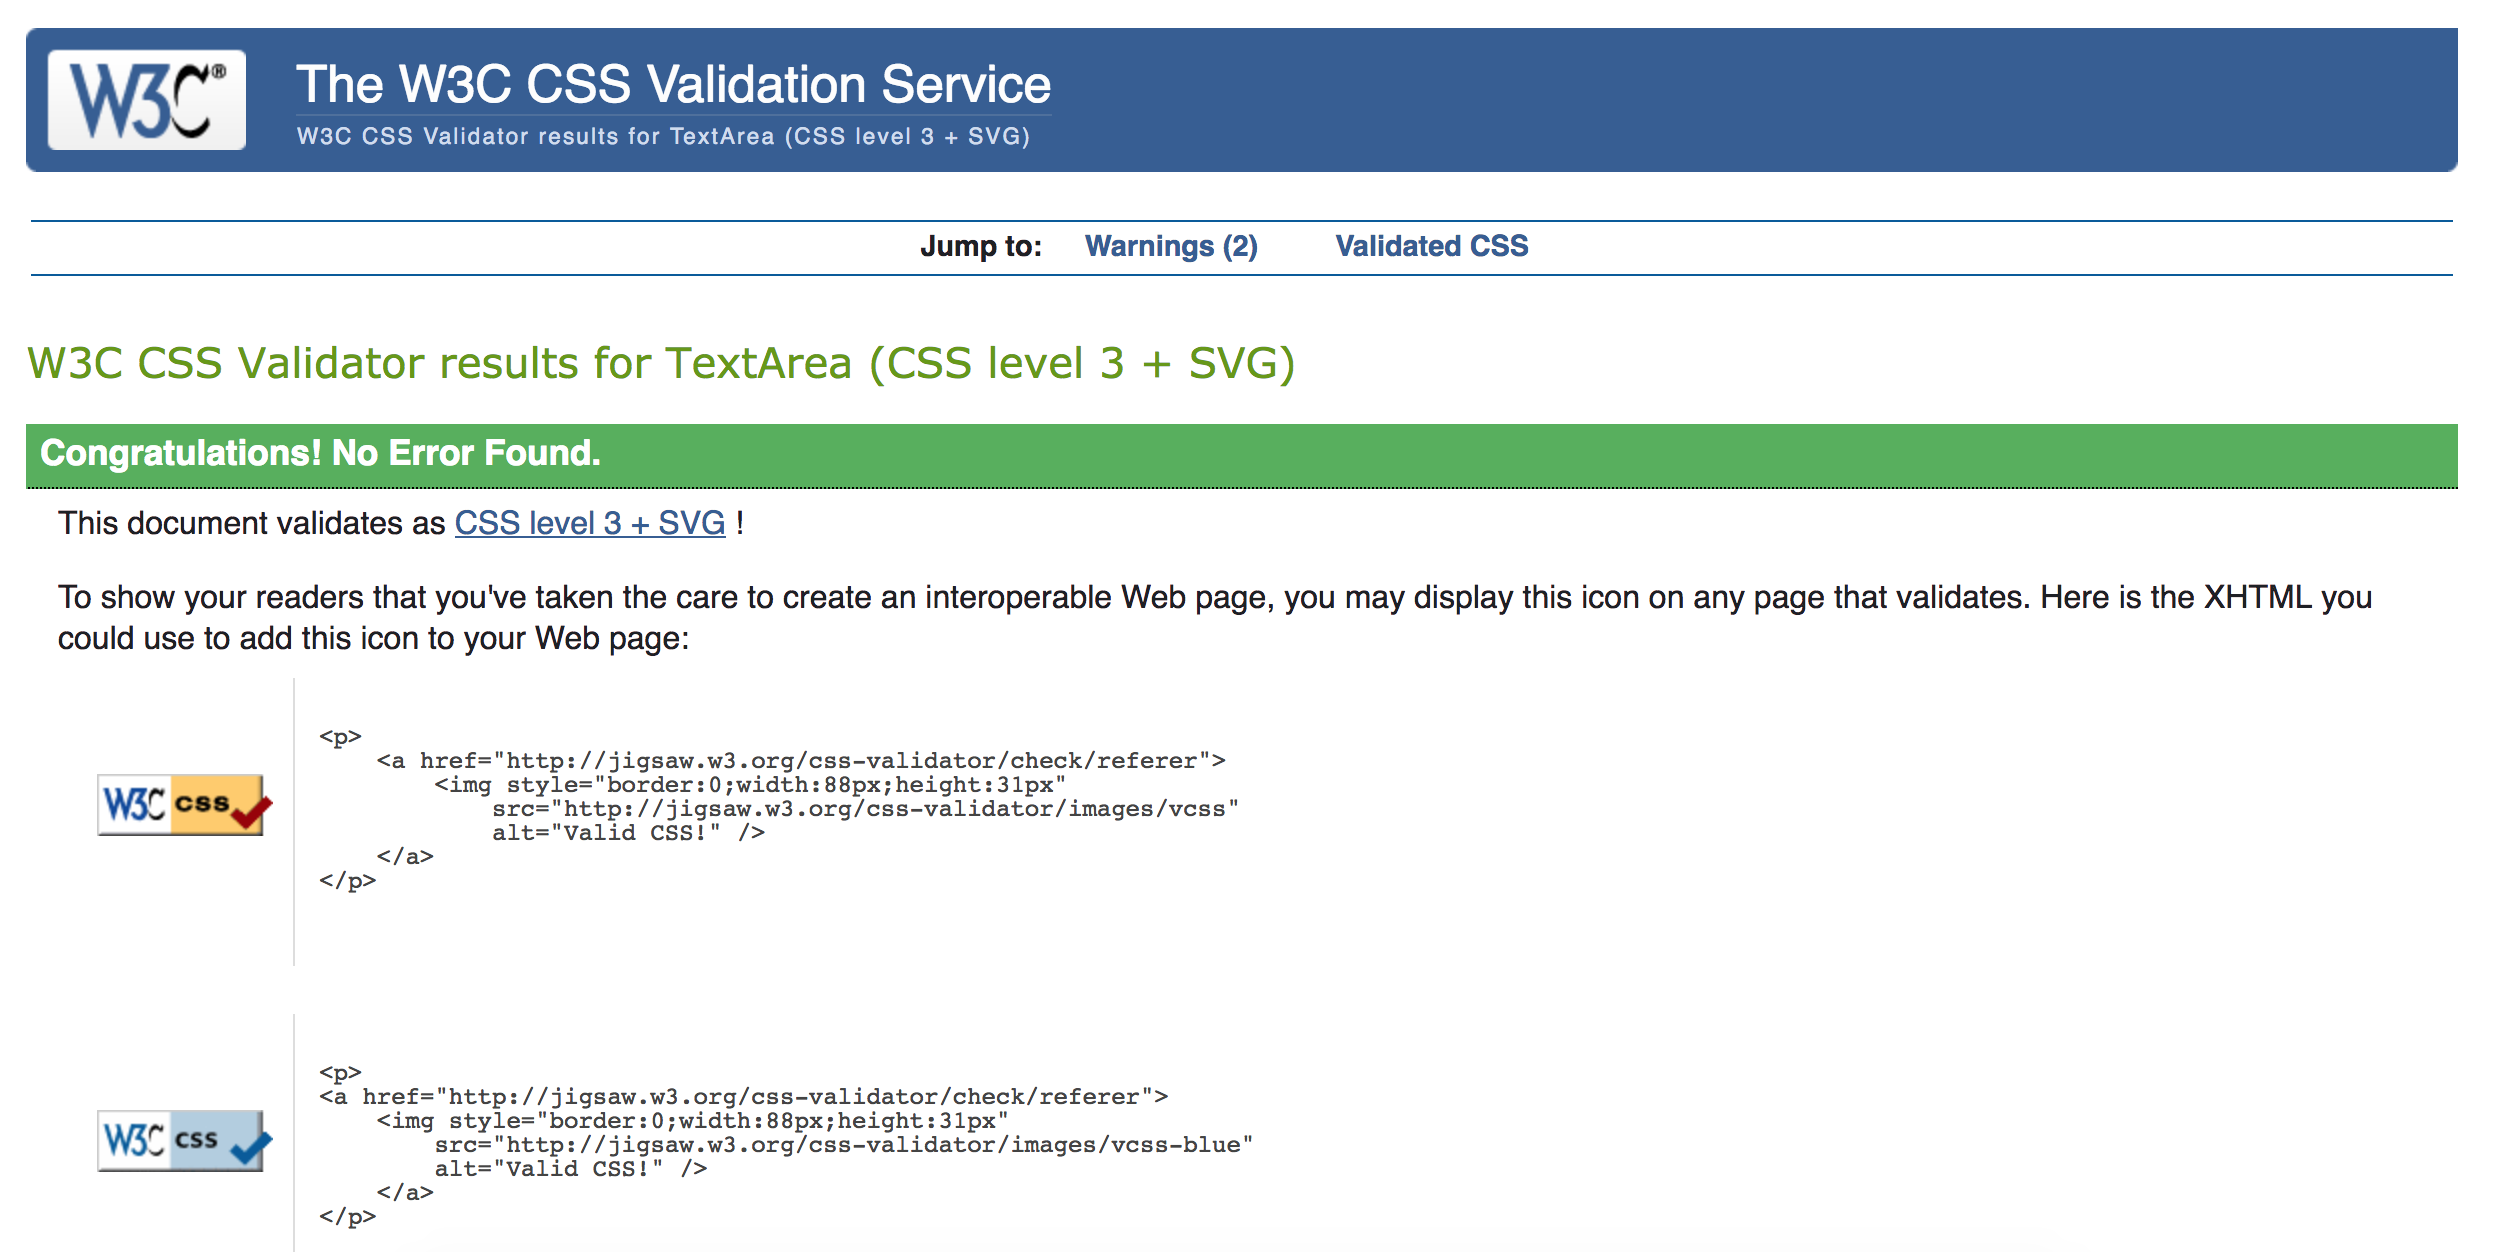 W3C®
The W3C CSS Validation Service
W3C CSS Validator results for TextArea (CSS level 3 + SVG)
Jump to: Warnings (2) Validated CSS
W3C CSS Validator results for TextArea (CSS level 3 + SVG)
Congratulations! No Error Found.
This document validates as CSS level 3 + SVG !
To show your readers that you've taken the care to create an interoperable Web page, you may display this icon on any page that validates. Here is the XHTML you
could use to add this icon to your Web page:
W3C css
<p>
    <a href="http://jigsaw.w3.org/css-validator/check/referer">
        <img style="border:0;width:88px;height:31px"
            src="http://jigsaw.w3.org/css-validator/images/vcss"
            alt="Valid CSS!" />
    </a>
</p>
W3C css
<p>
<a href="http://jigsaw.w3.org/css-validator/check/referer">
    <img style="border:0;width:88px;height:31px"
        src="http://jigsaw.w3.org/css-validator/images/vcss-blue"
        alt="Valid CSS!" />
    </a>
</p>